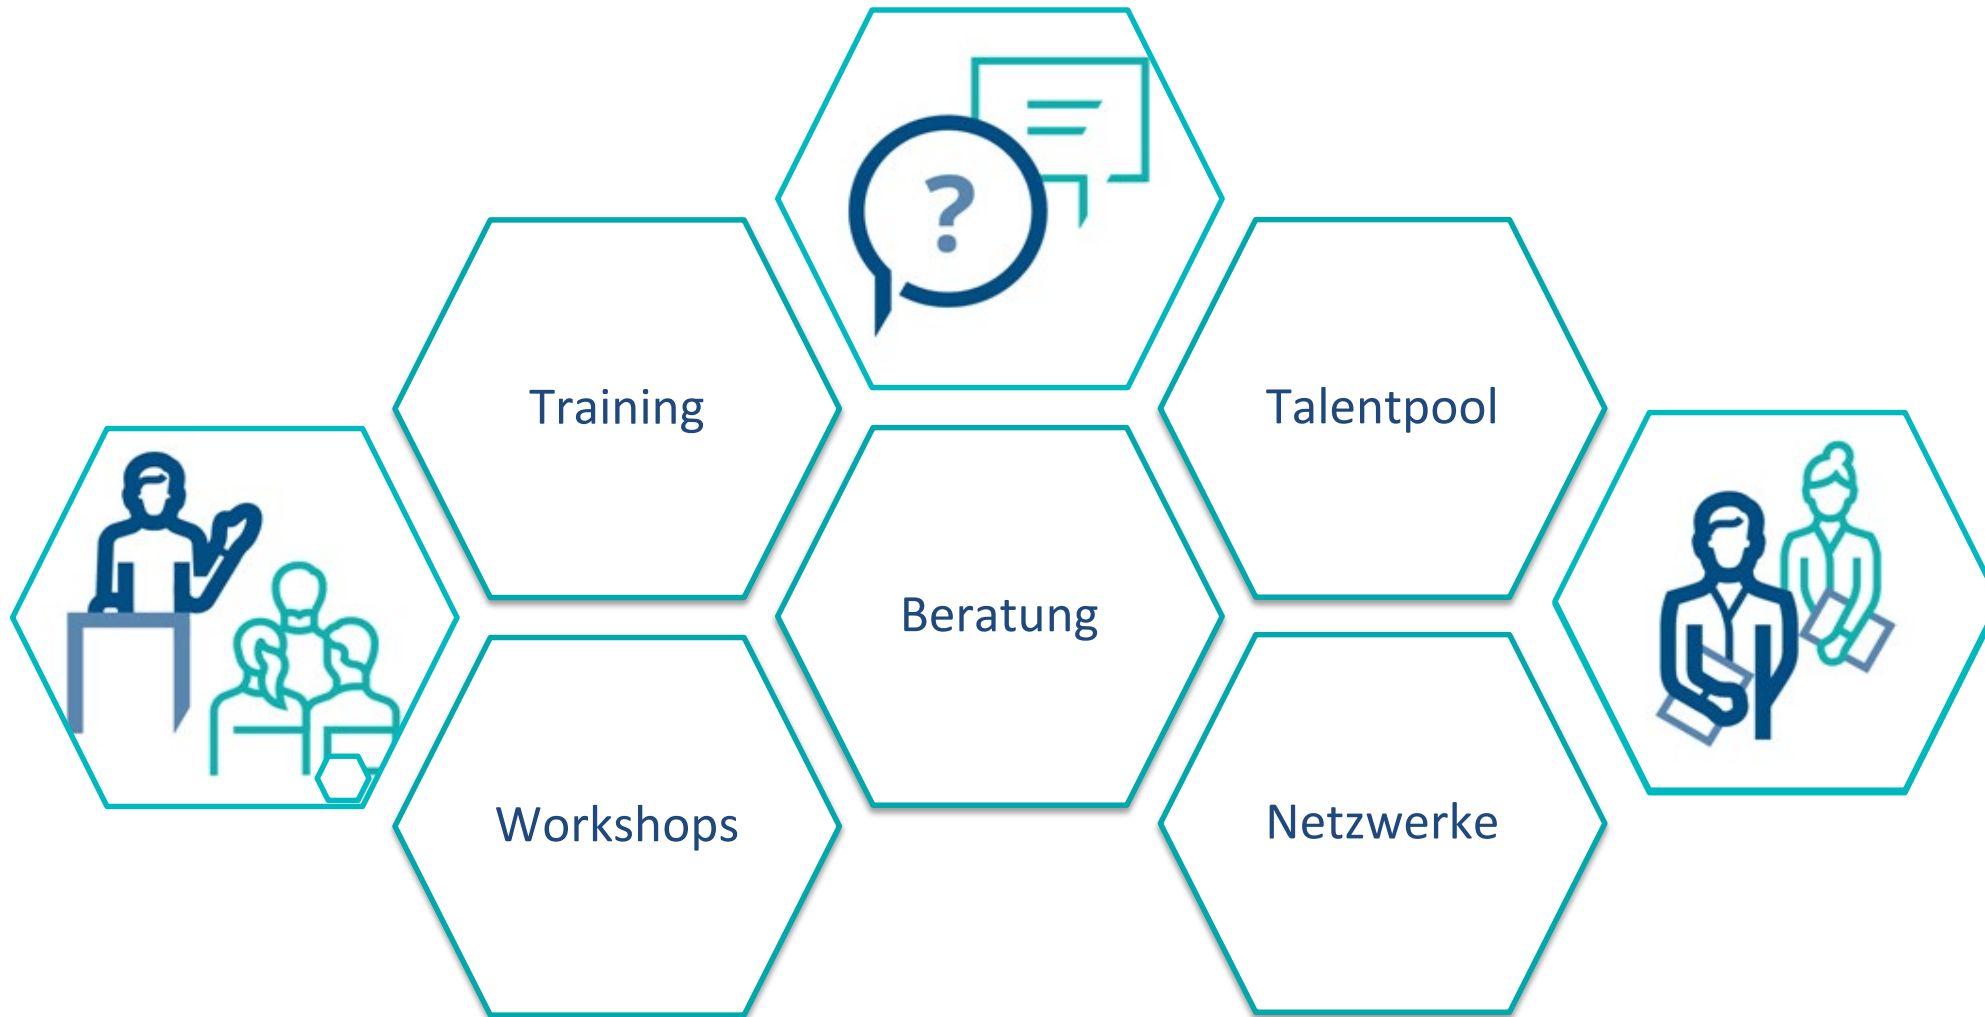 ?
Training
Talentpool
Beratung
Workshops
Netzwerke